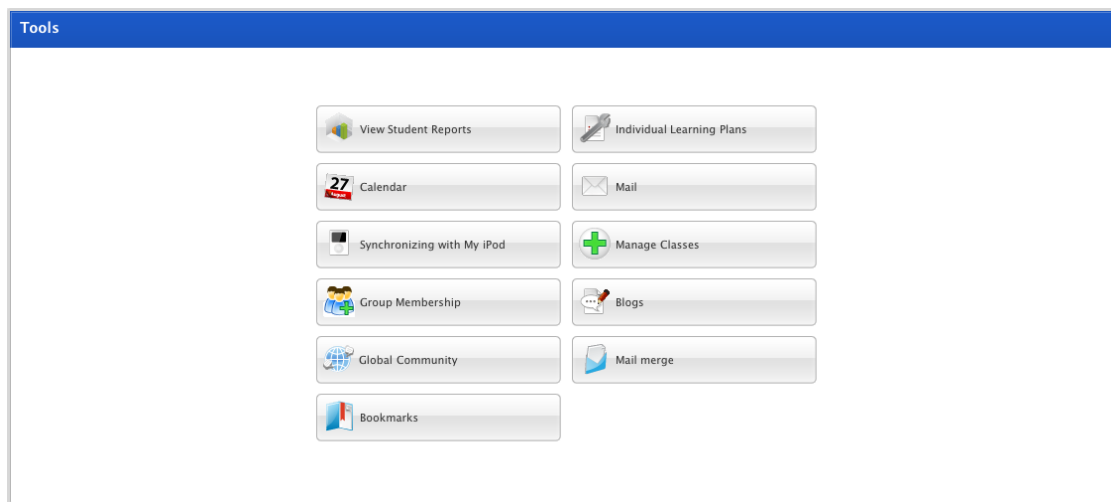 Tools
View Student Reports
Individual Learning Plans
27
August
Calendar
Mail
Synchronizing with My iPod
Manage Classes
Group Membership
Blogs
Global Community
Mail merge
Bookmarks